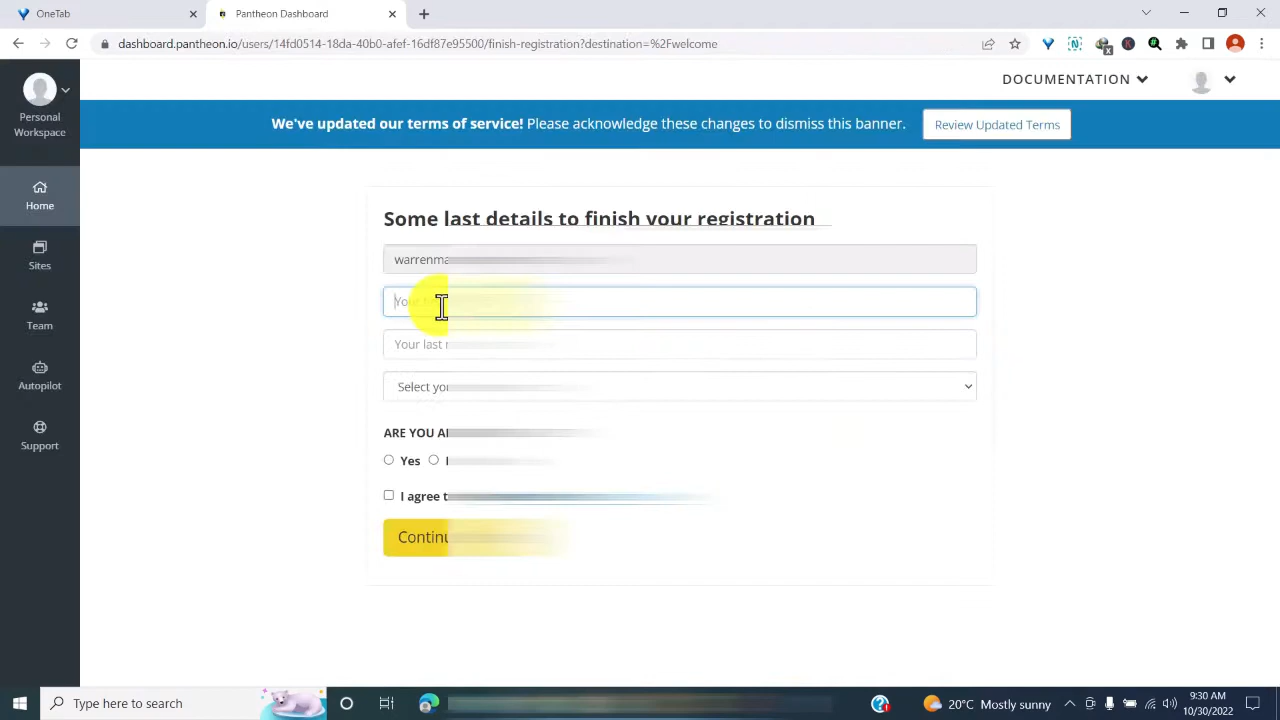 OneTab
Pantheon Dashboard
dashboard.pantheon.io/users/14fd0514-18da-40b0-afef-16df87dd5500/finish-registration?destination=%2Fwelcome
DOCUMENTATION
Personal
Workspace
We've updated our terms of service! Please acknowledge these changes to dismiss this banner.
Review Updated Terms
Home
Some last details to finish your registration
Sites
warrenma
Your
Team
Your last
Select you
Autopilot
ARE YOU
Yes
Support
I agree t
Continu
Type here to search
20°C Mostly sunny
9:30 AM
10/30/2022